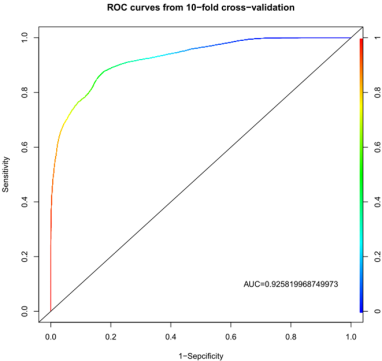 ROC curves from 10−fold cross−validation
1.0
0.8
0.6
0.4
0.2
0.0
Sensitivity
AUC=0.925819968749973
0.0 0.2 0.4 0.6 0.8 1.0
1−Sepcificity
1.0
0.8
0.6
0.4
0.2
0